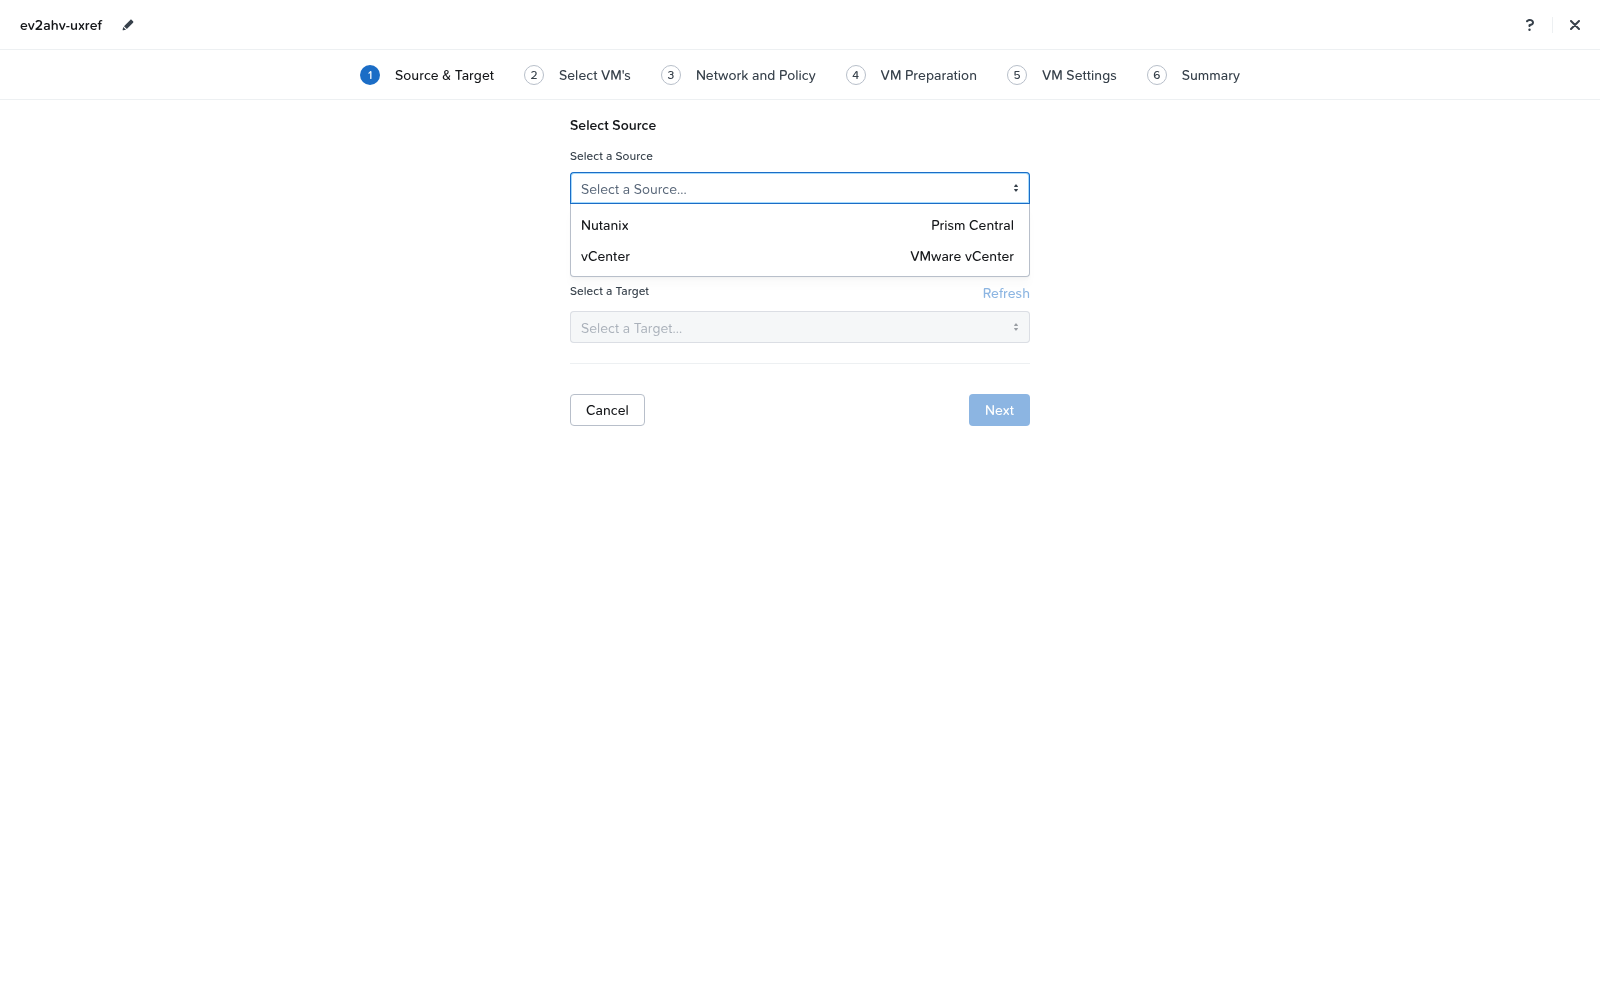 ev2ahv-uxref
?
1 Source & Target 2 Select VM's 3 Network and Policy 4 VM Preparation 5 VM Settings 6 Summary
Select Source
Select a Source
Select a Source...
Nutanix Prism Central
vCenter VMware vCenter
Select a Target Refresh
Select a Target...
Cancel Next